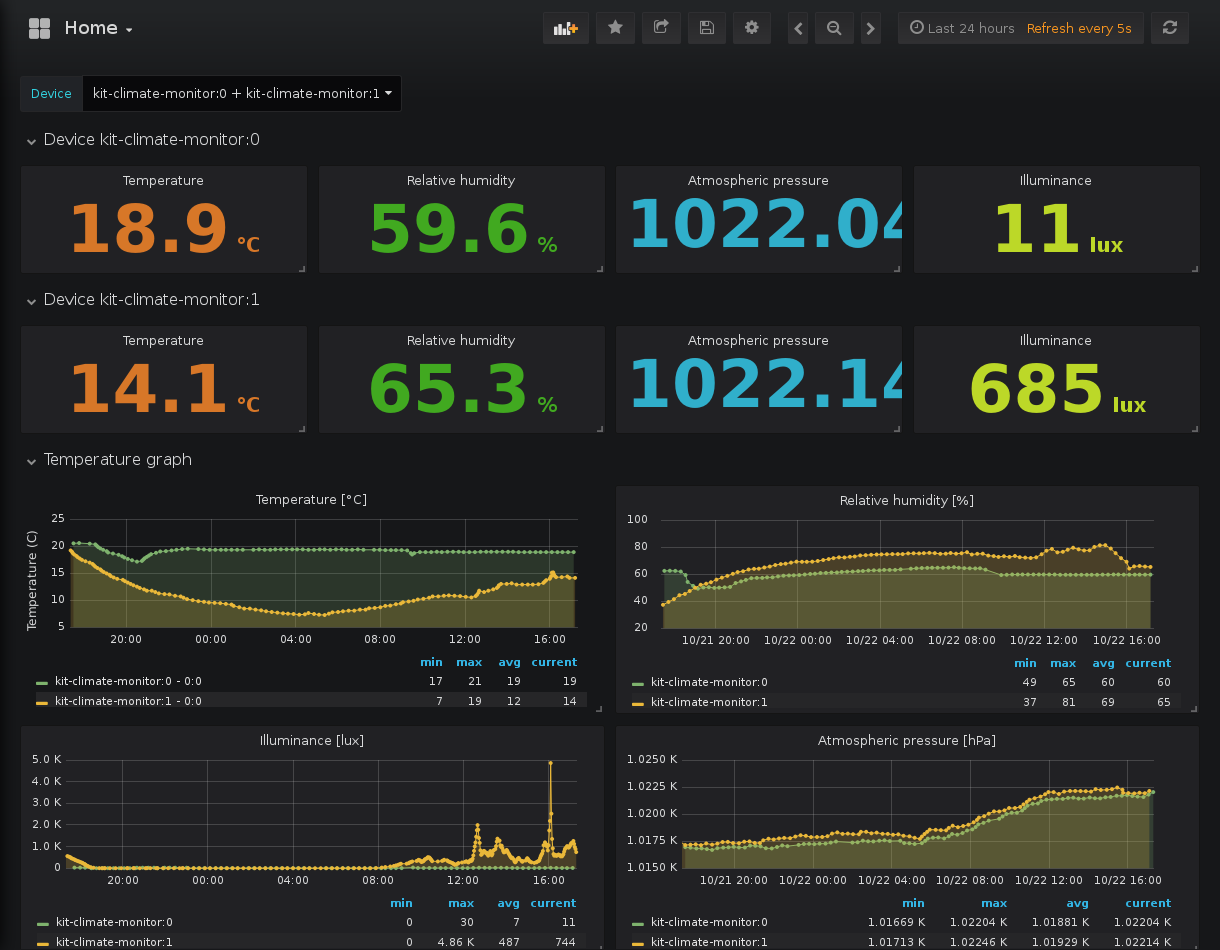 Home
Last 24 hours Refresh every 5s
Device kit-climate-monitor:0 + kit-climate-monitor:1
Device kit-climate-monitor:0
Temperature Relative humidity Atmospheric pressure Illuminance
18.9 °C 59.6 % 1022.04 11 lux
Device kit-climate-monitor:1
Temperature Relative humidity Atmospheric pressure Illuminance
14.1 °C 65.3 % 1022.14 685 lux
Temperature graph
Temperature [°C]
Temperature (C)
25
20
15
10
5
20:00 00:00 04:00 08:00 12:00 16:00
min max avg current
kit-climate-monitor:0 - 0:0 17 21 19 19
kit-climate-monitor:1 - 0:0 7 19 12 14
Relative humidity [%]
100
80
60
40
20
10/21 20:00 10/22 00:00 10/22 04:00 10/22 08:00 10/22 12:00 10/22 16:00
min max avg current
kit-climate-monitor:0 49 65 60 60
kit-climate-monitor:1 37 81 69 65
Illuminance [lux]
5.0 K
4.0 K
3.0 K
2.0 K
1.0 K
0
20:00 00:00 04:00 08:00 12:00 16:00
min max avg current
kit-climate-monitor:0 0 30 7 11
kit-climate-monitor:1 0 4.86 K 487 744
Atmospheric pressure [hPa]
1.0250 K
1.0225 K
1.0200 K
1.0175 K
1.0150 K
10/21 20:00 10/22 00:00 10/22 04:00 10/22 08:00 10/22 12:00 10/22 16:00
min max avg current
kit-climate-monitor:0 1.01669 K 1.02204 K 1.01881 K 1.02204 K
kit-climate-monitor:1 1.01713 K 1.02246 K 1.01929 K 1.02214 K